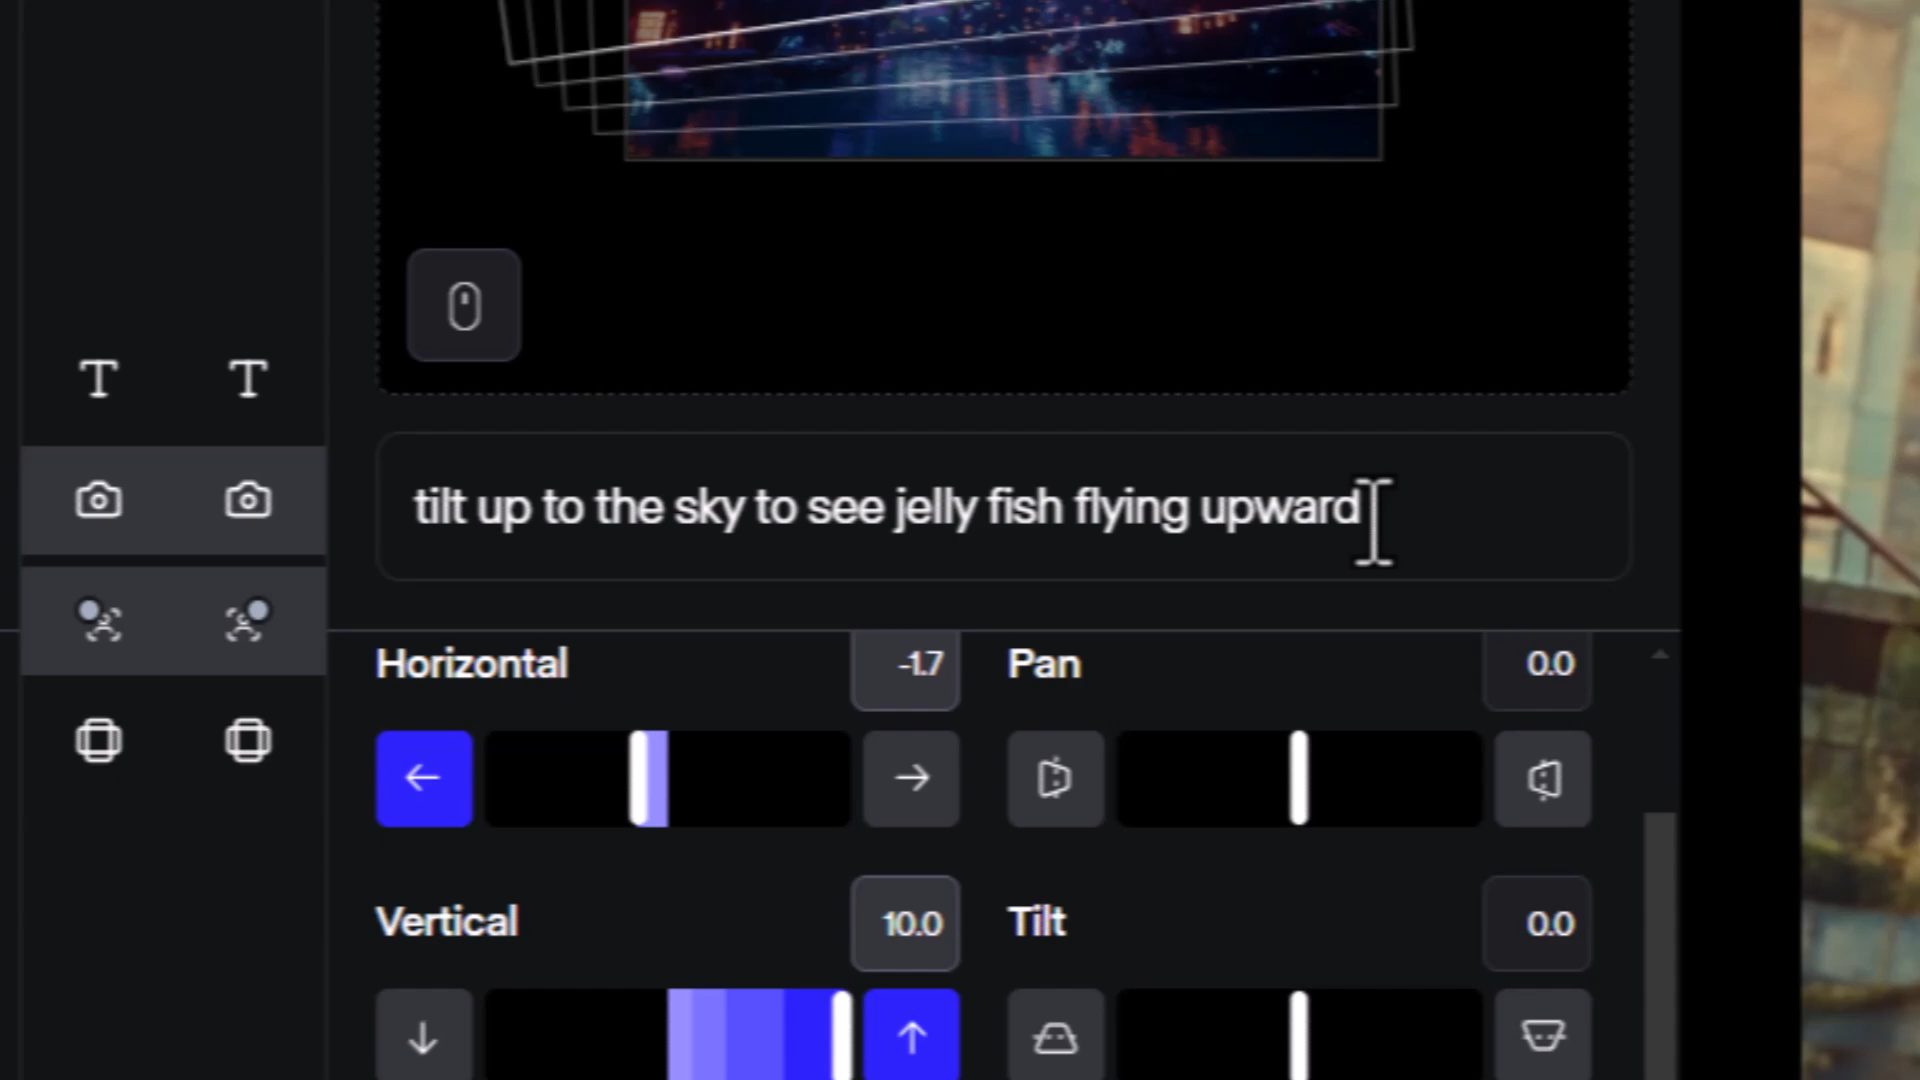 T T
tilt up to the sky to see jelly fish flying upward
Horizontal -1.7 Pan 0.0
Vertical 10.0 Tilt 0.0